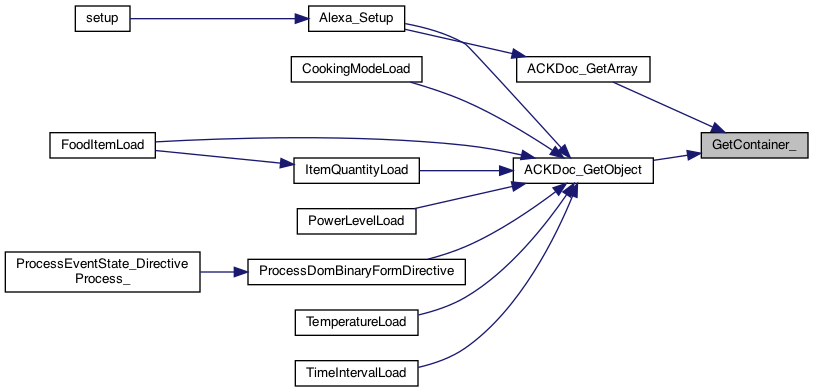 setup
Alexa_Setup
CookingModeLoad
ACKDoc_GetArray
GetContainer_
FoodItemLoad
ItemQuantityLoad
ACKDoc_GetObject
PowerLevelLoad
ProcessEventState_Directive
Process_
ProcessDomBinaryFormDirective
TemperatureLoad
TimeIntervalLoad